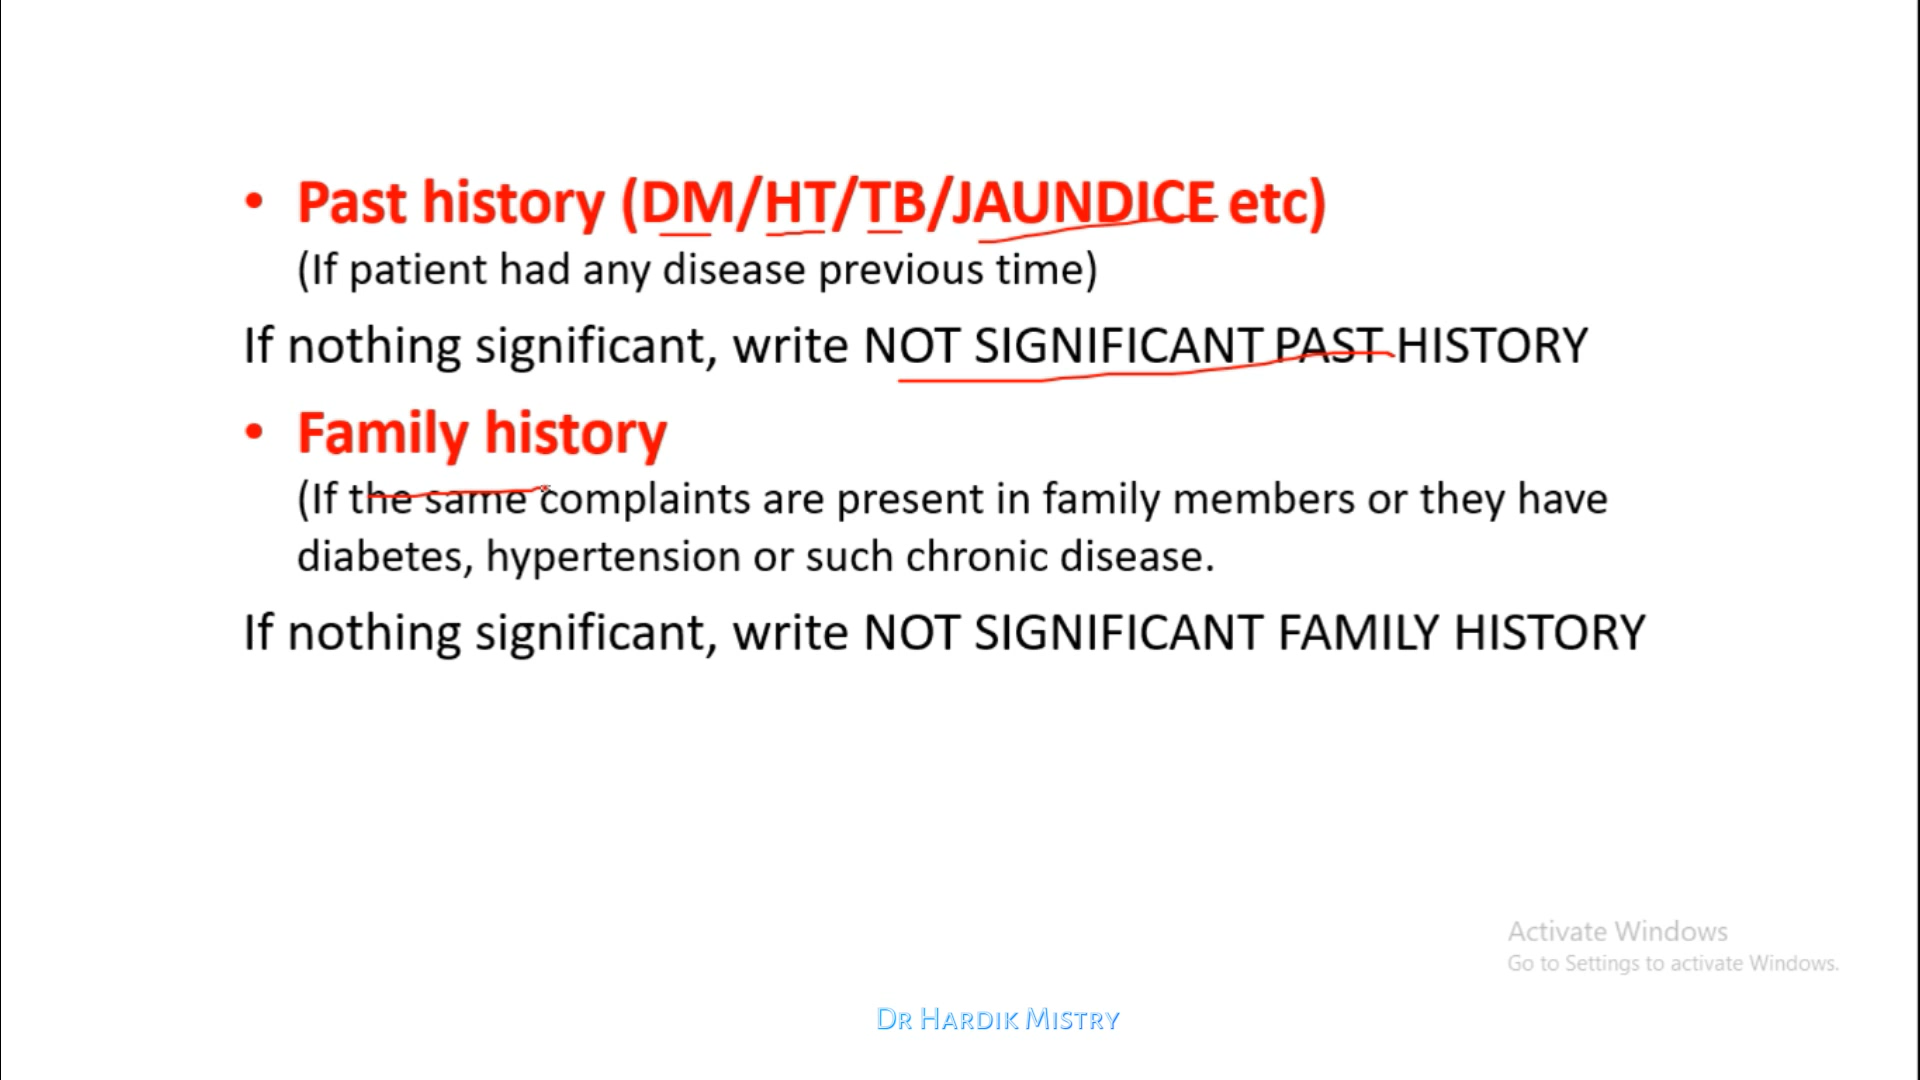 • Past history (DM/HT/TB/JAUNDICE etc)
(If patient had any disease previous time)
If nothing significant, write NOT SIGNIFICANT PAST HISTORY
• Family history
(If the same complaints are present in family members or they have
diabetes, hypertension or such chronic disease.
If nothing significant, write NOT SIGNIFICANT FAMILY HISTORY
Activate Windows
Go to Settings to activate Windows.
Dr Hardik Mistry